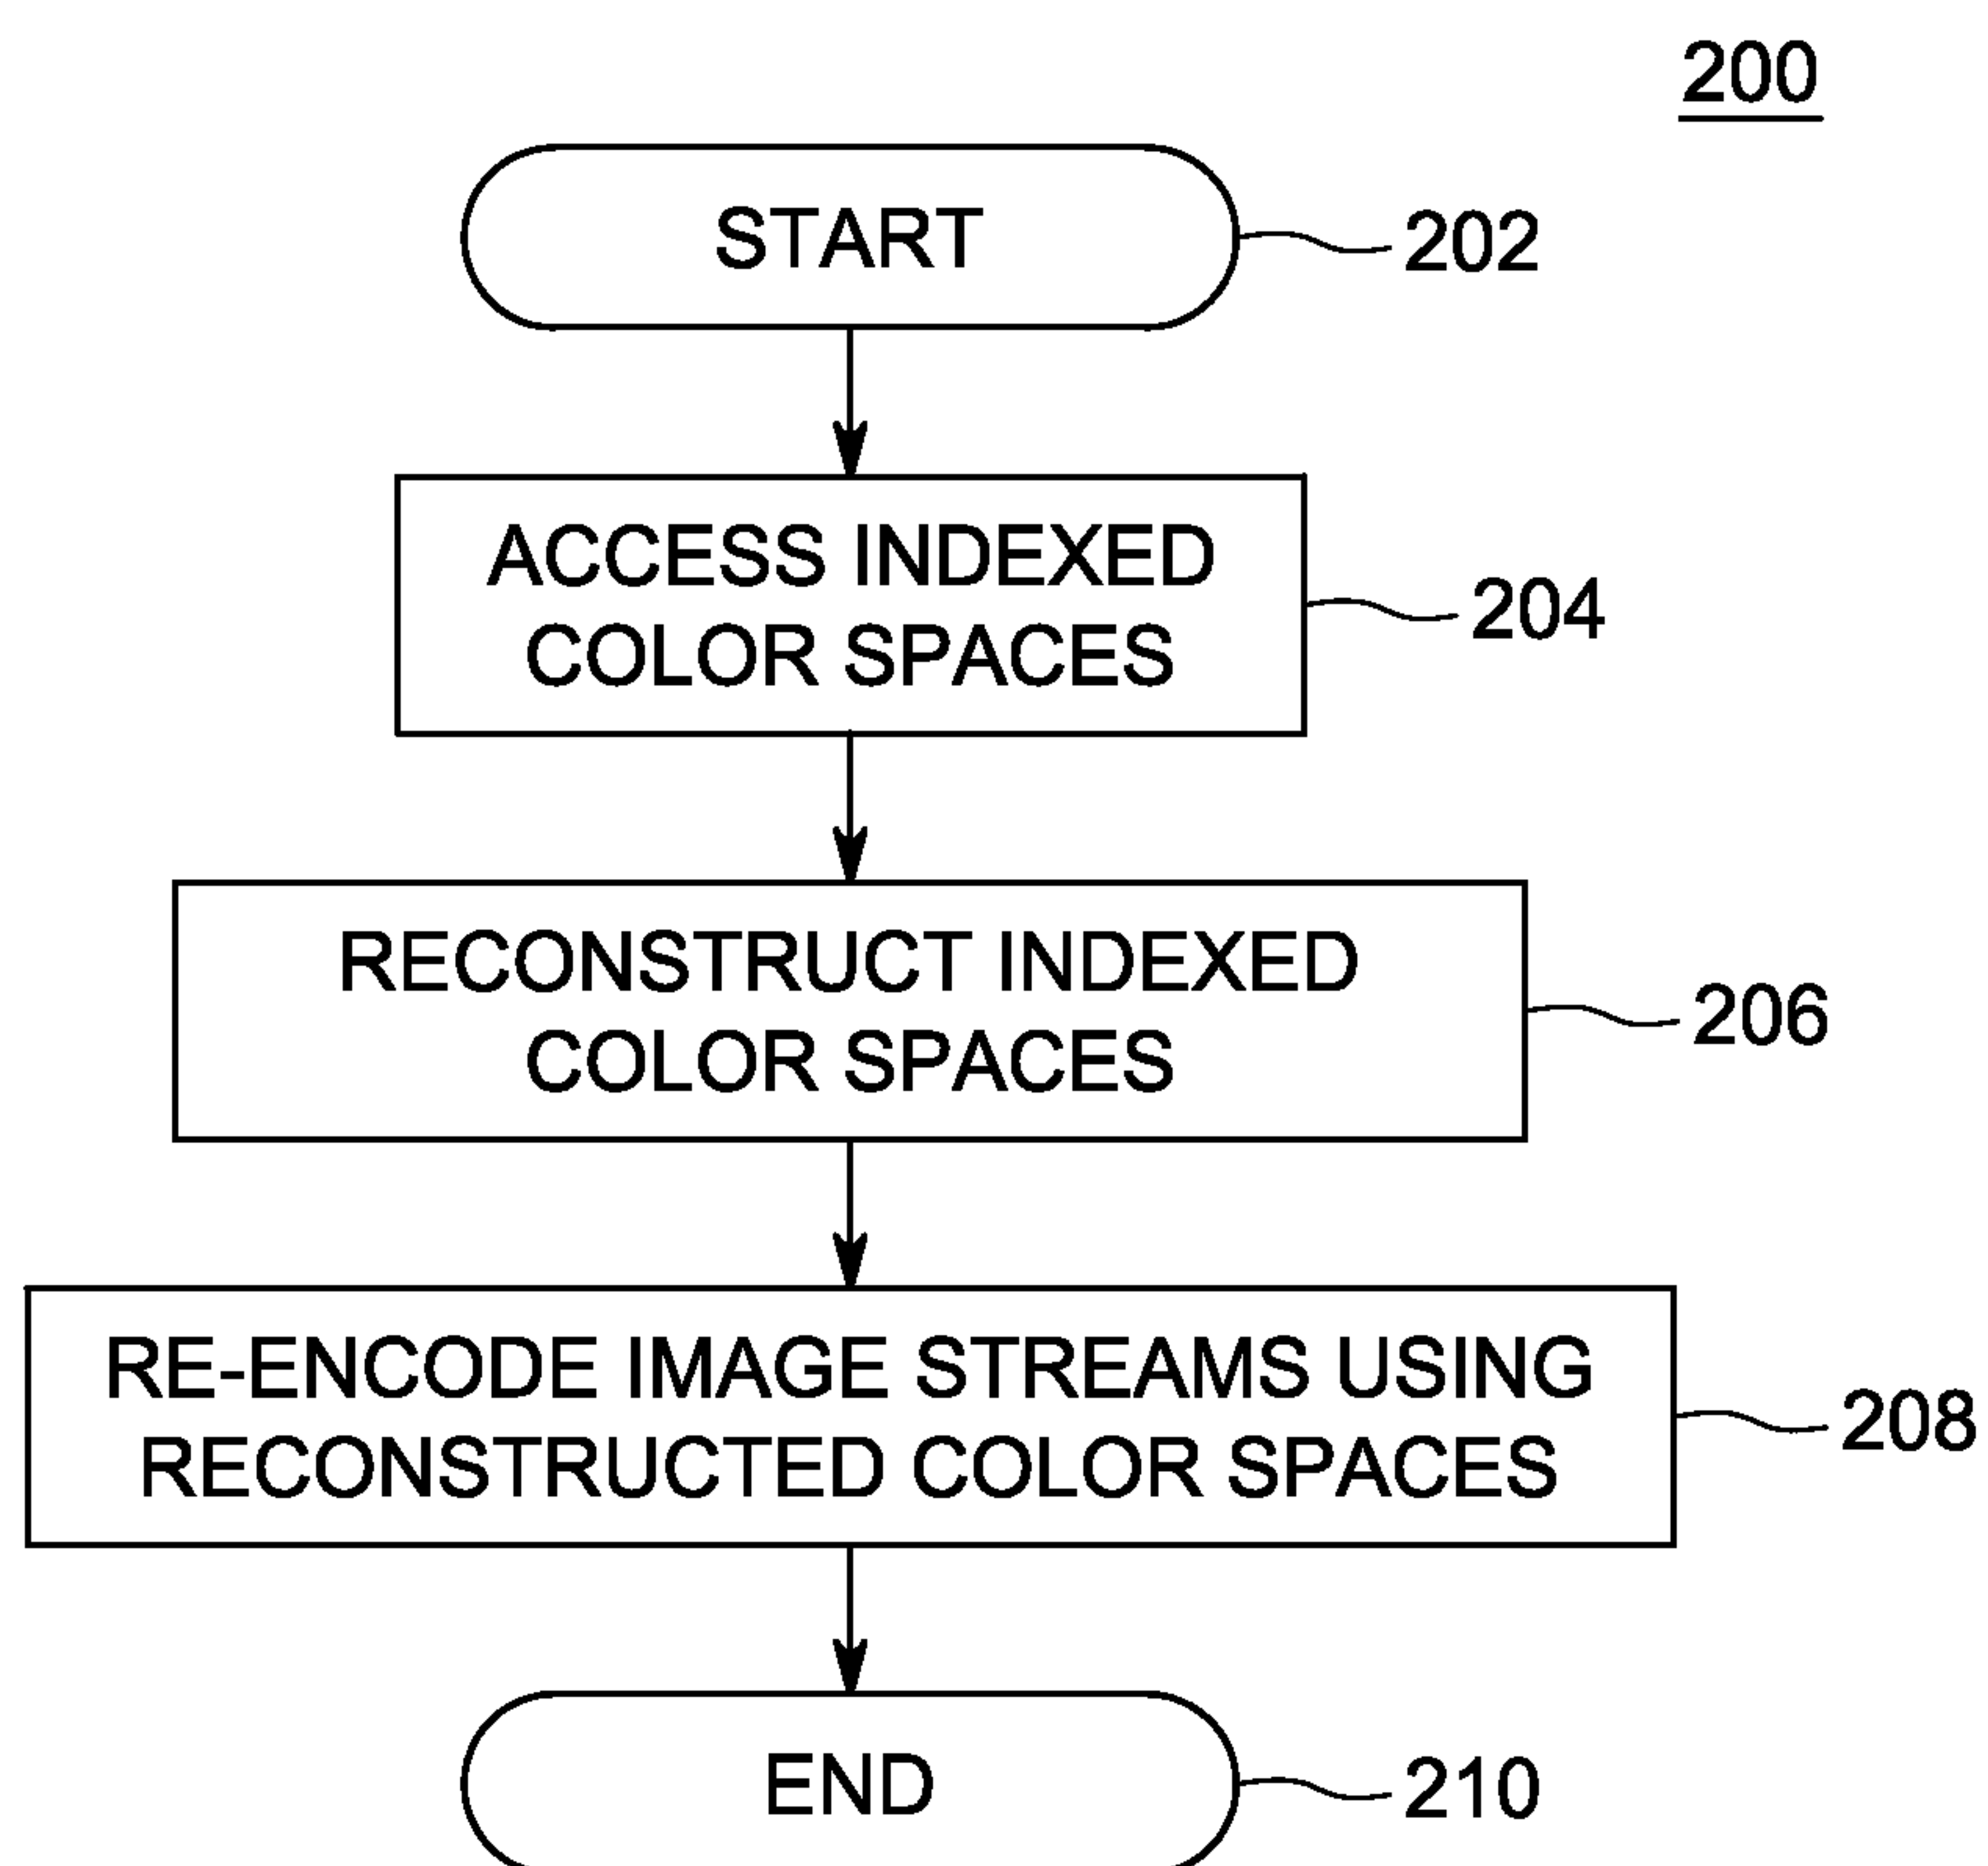 200
START
202
ACCESS INDEXED
COLOR SPACES
204
RECONSTRUCT INDEXED
COLOR SPACES
206
RE-ENCODE IMAGE STREAMS USING
RECONSTRUCTED COLOR SPACES
208
END
210